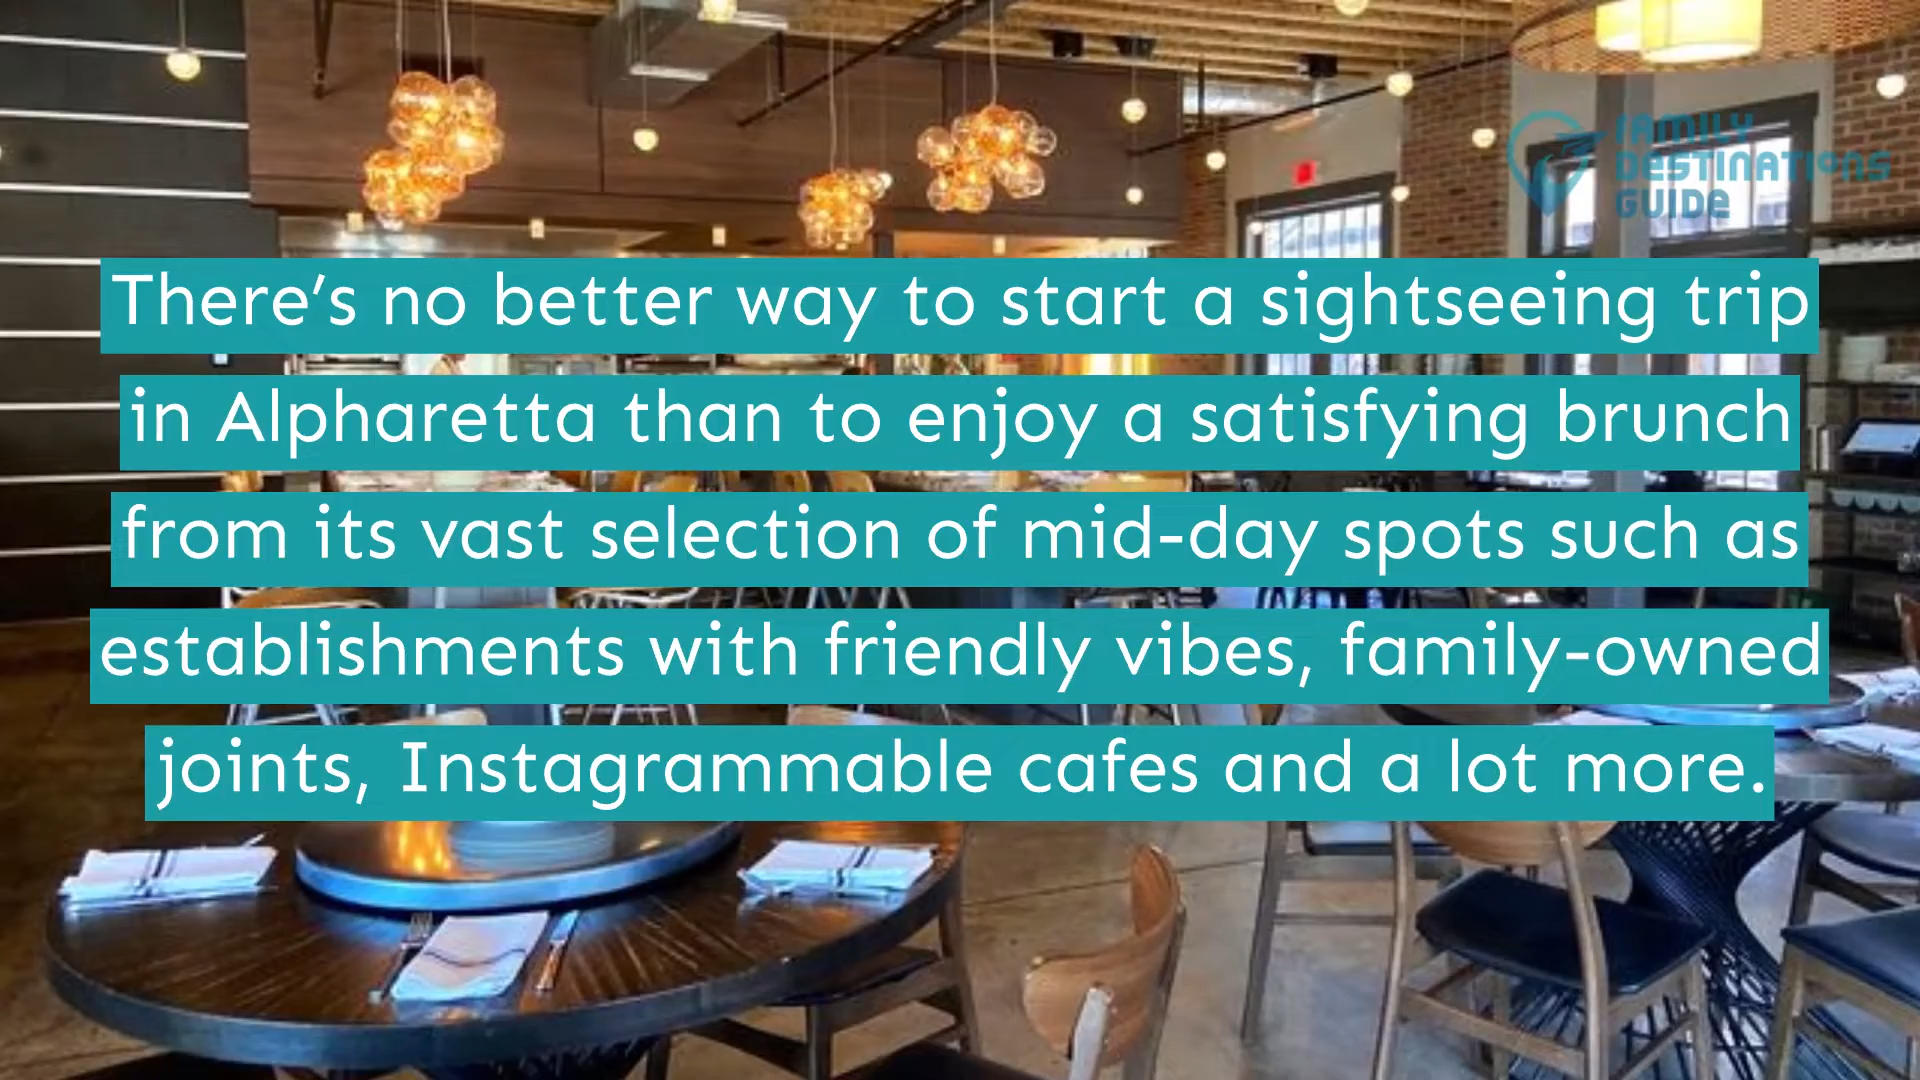 FAMILY
DESTINATIONS
GUIDE
There’s no better way to start a sightseeing trip
in Alpharetta than to enjoy a satisfying brunch
from its vast selection of mid-day spots such as
establishments with friendly vibes, family-owned
joints, Instagrammable cafes and a lot more.